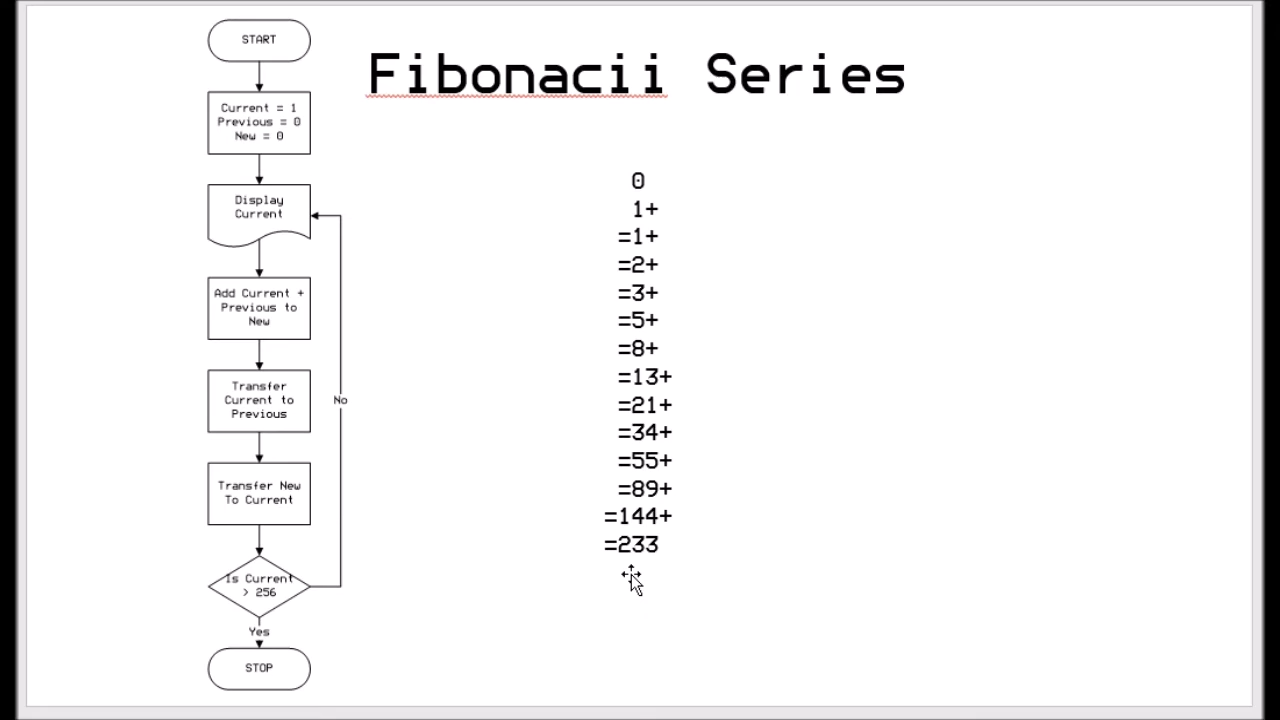 START
Current = 1
Previous = 0
New = 0
Display
Current
Add Current +
Previous to
New
Transfer
Current to
Previous
No
Transfer New
To Current
Is Current
> 256
Yes
STOP
Fibonacii Series
0
1+
=1+
=2+
=3+
=5+
=8+
=13+
=21+
=34+
=55+
=89+
=144+
=233